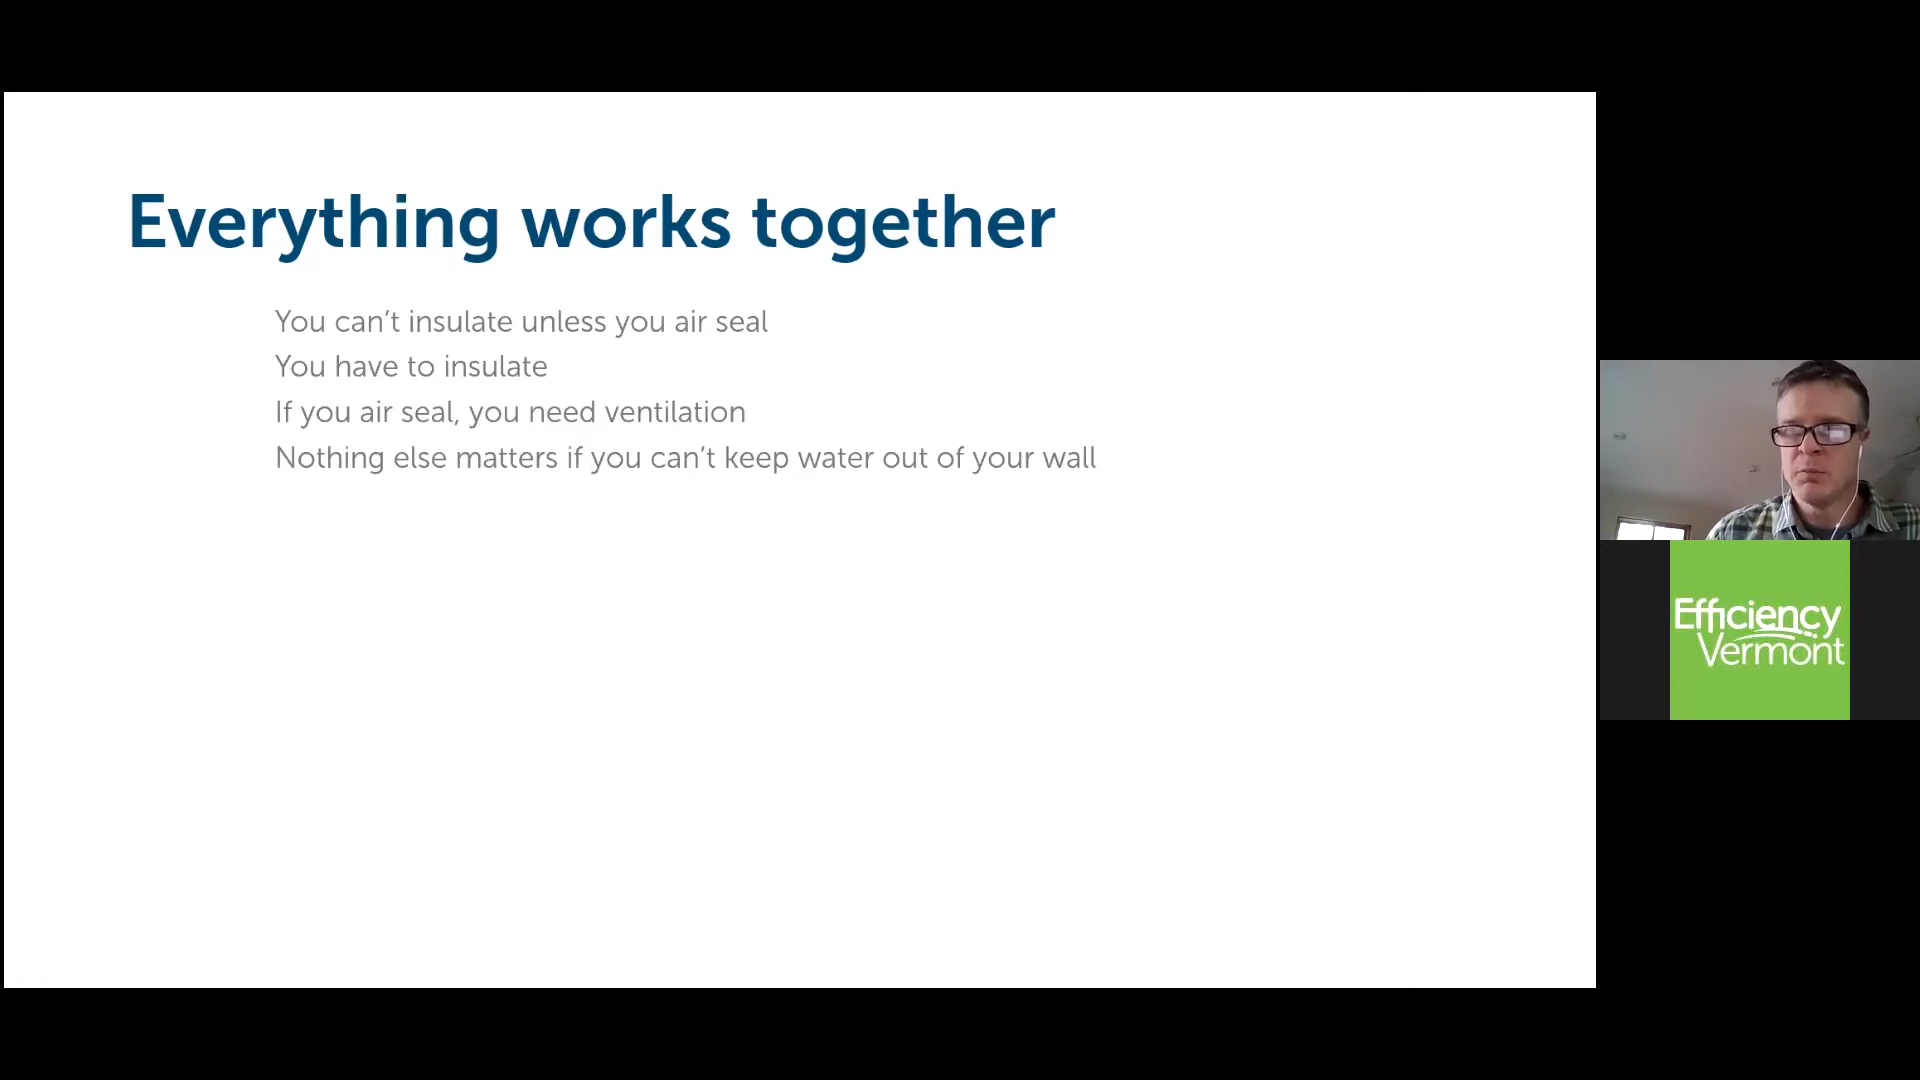 Everything works together
You can’t insulate unless you air seal
You have to insulate
If you air seal, you need ventilation
Nothing else matters if you can’t keep water out of your wall
Efficiency
Vermont